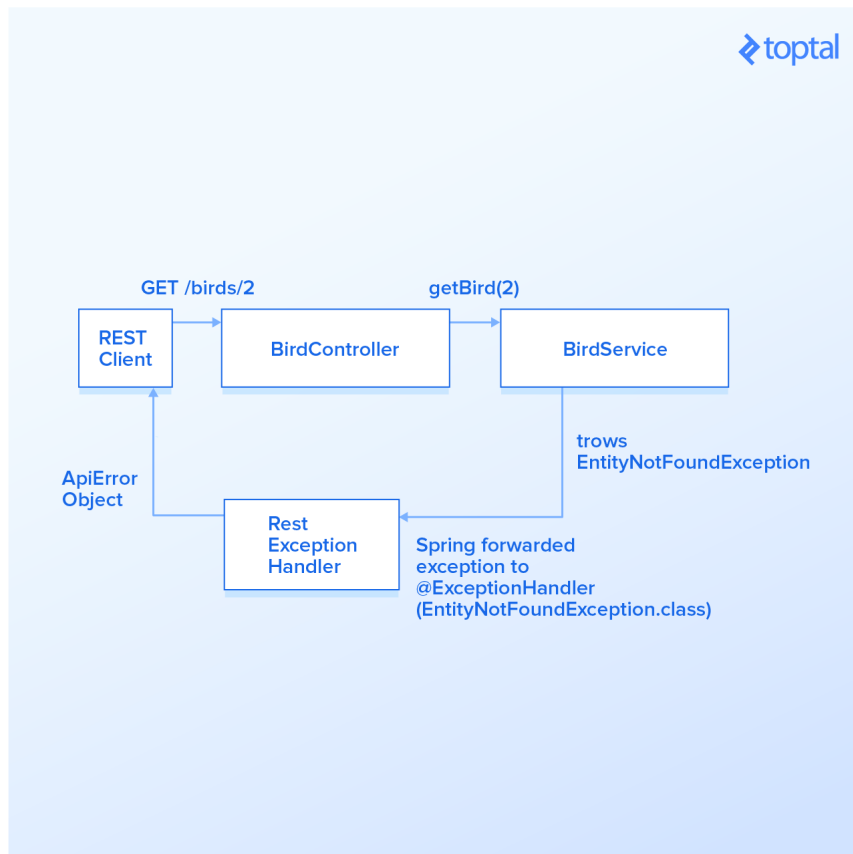 toptal
GET /birds/2
getBird(2)
REST
Client
BirdController
BirdService
trows
EntityNotFoundException
ApiError
Object
Rest
Exception
Handler
Spring forwarded
exception to
@ExceptionHandler
(EntityNotFoundException.class)